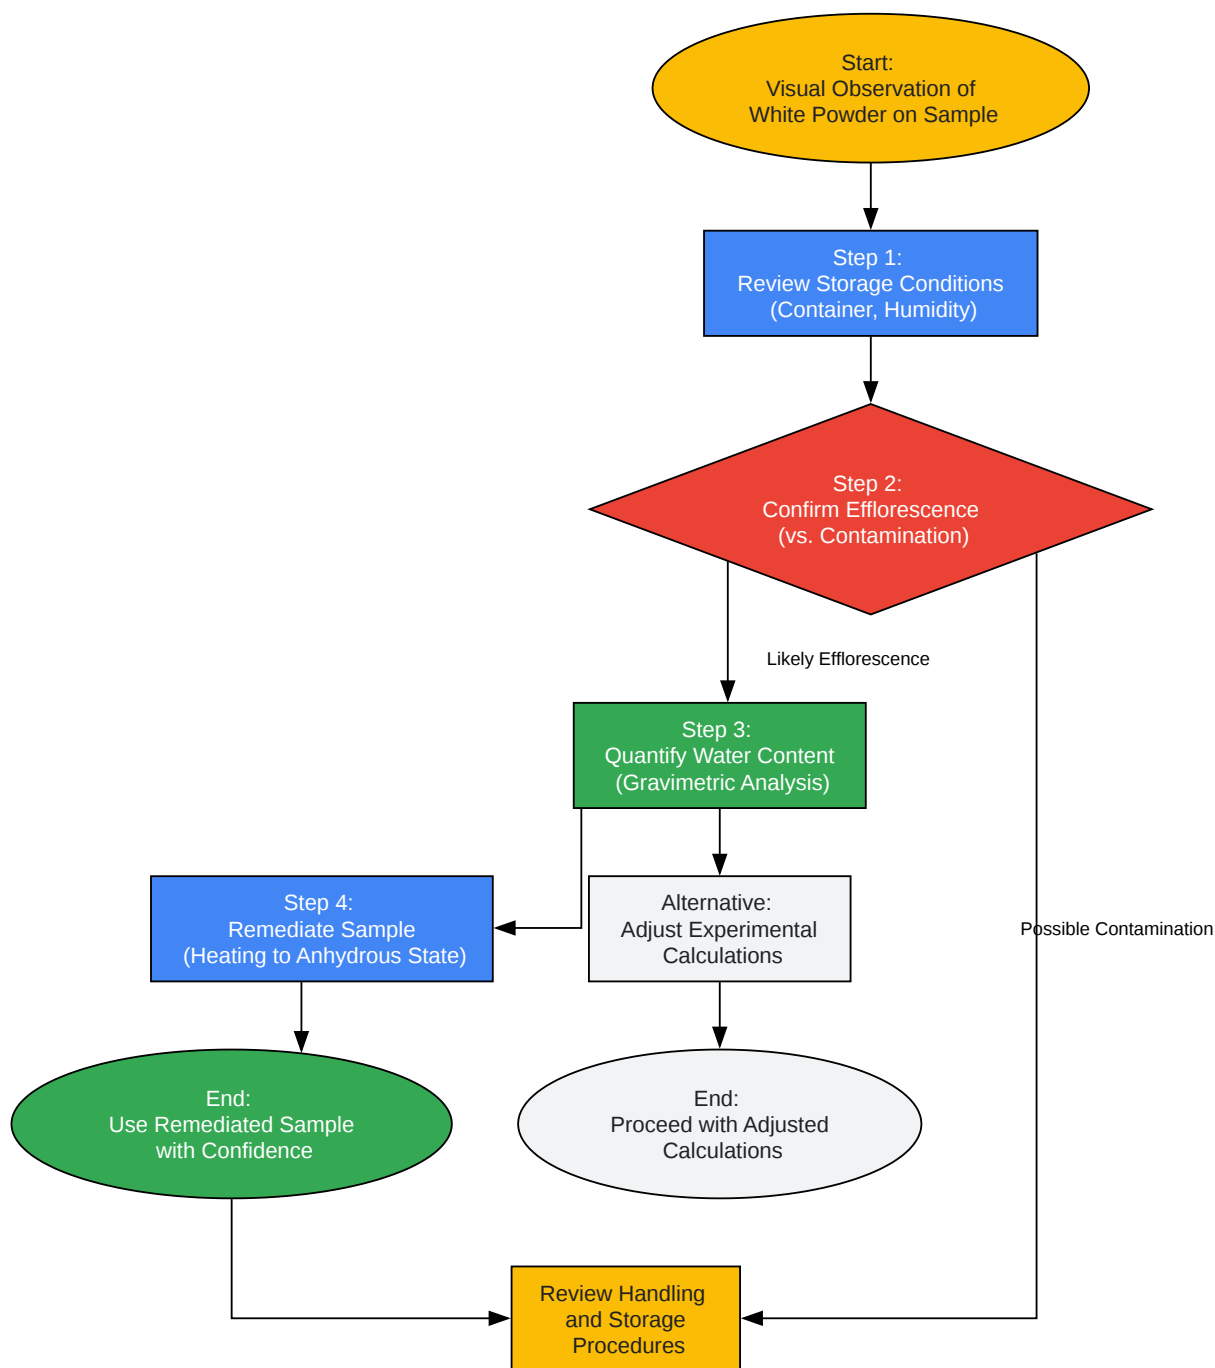 Start:
Visual Observation of
White Powder on Sample
Step 1:
Review Storage Conditions
(Container, Humidity)
Step 2:
Confirm Efflorescence
(vs. Contamination)
Likely Efflorescence
Step 3:
Quantify Water Content
(Gravimetric Analysis)
Step 4:
Remediate Sample
(Heating to Anhydrous State)
Alternative:
Adjust Experimental
Calculations
Possible Contamination
End:
Use Remediated Sample
with Confidence
End:
Proceed with Adjusted
Calculations
Review Handling
and Storage
Procedures